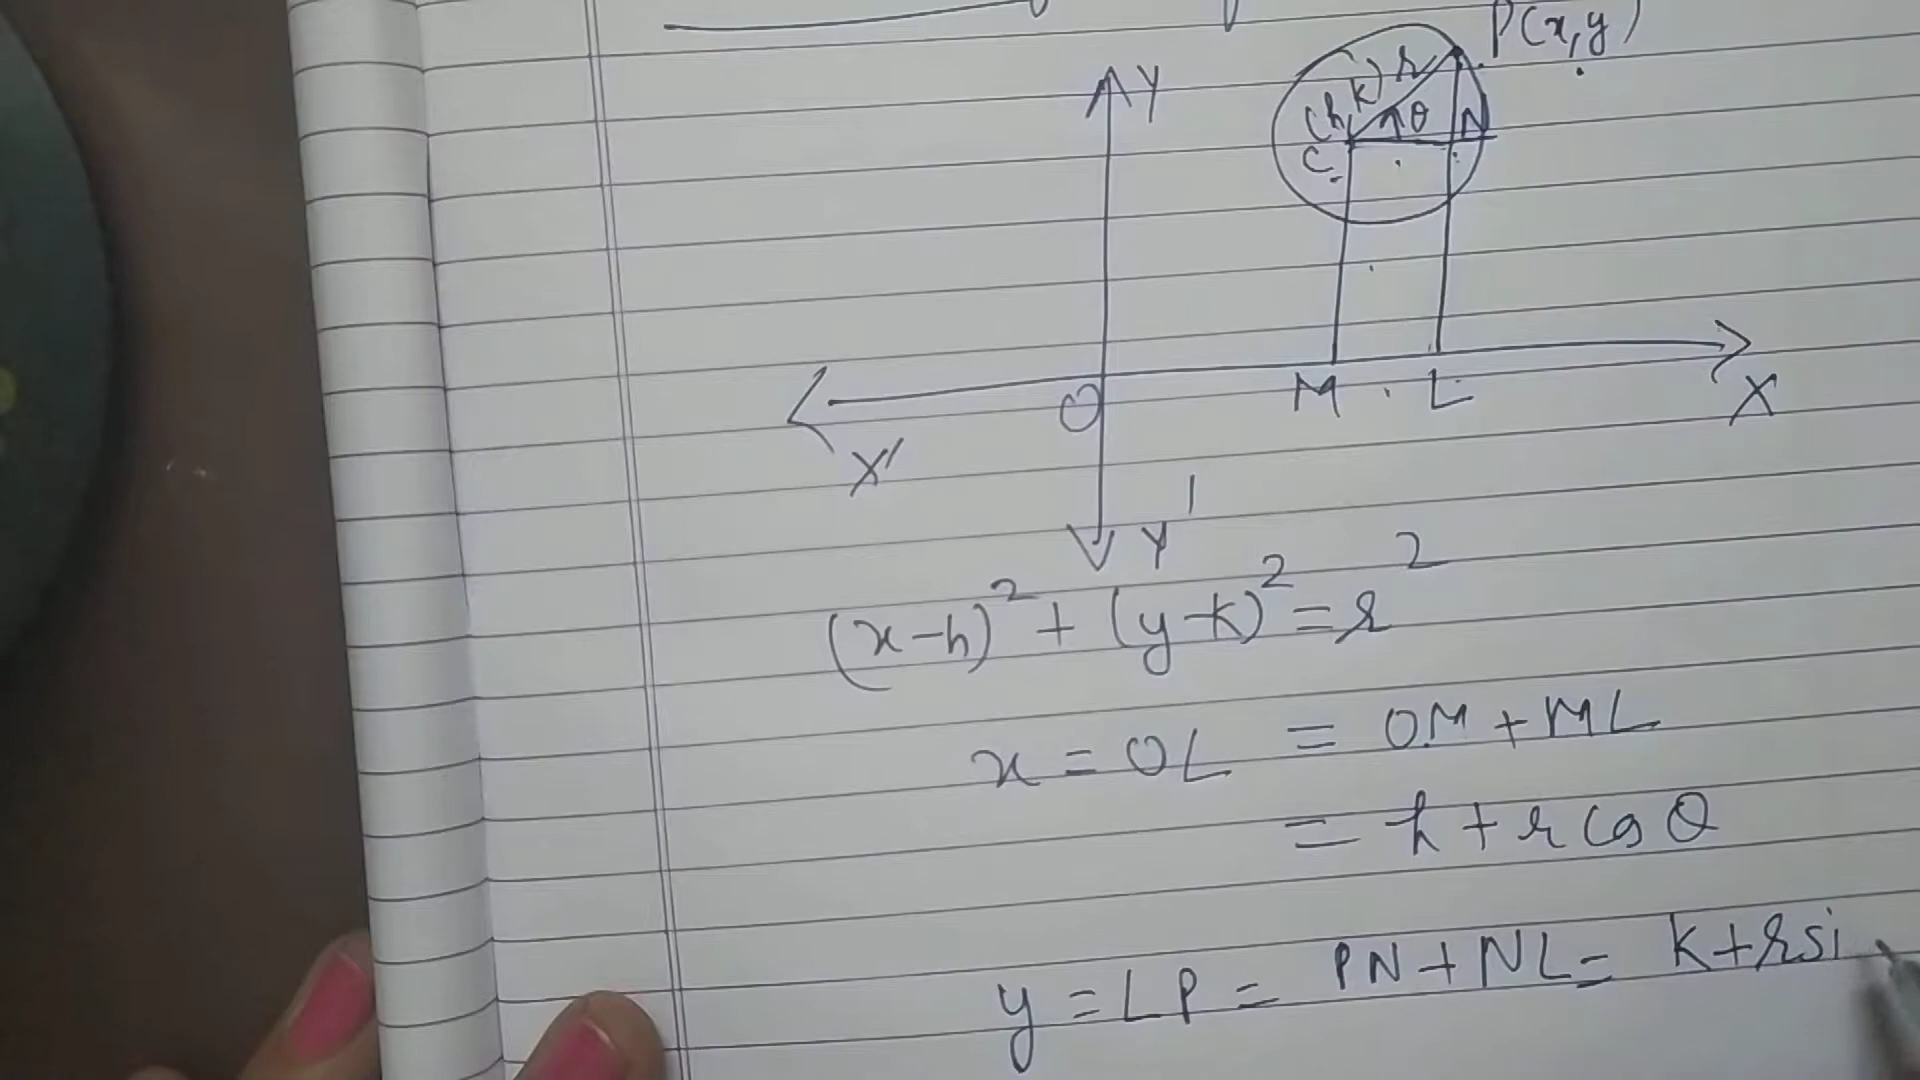 P(x,y)
Y
(h,k) r
θ N
C
M L
O
X
X'
Y'
(x-h)² + (y-k)² = r²
x = OL = OM + ML
= h + r cos θ
y = LP = PN + NL = k + r si